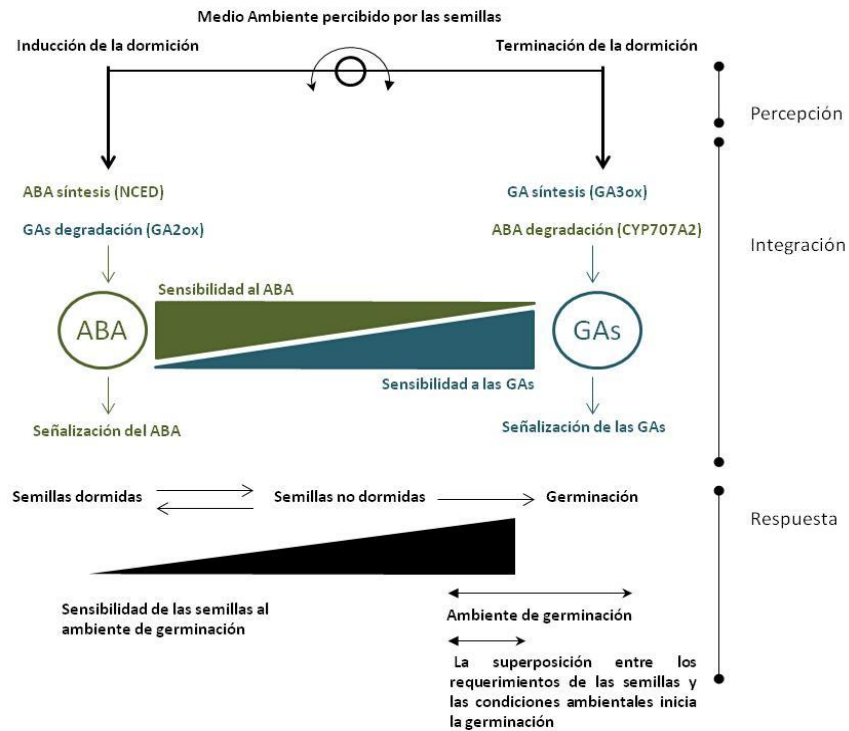 Medio Ambiente percibido por las semillas
Inducción de la dormición
Terminación de la dormición
Percepción
ABA síntesis (NCED)
GA síntesis (GA3ox)
GAs degradación (GA2ox)
ABA degradación (CYP707A2)
Integración
Sensibilidad al ABA
ABA
GAs
Sensibilidad a las GAs
Señalización del ABA
Señalización de las GAs
Semillas dormidas
Semillas no dormidas
Germinación
Respuesta
Sensibilidad de las semillas al
ambiente de germinación
Ambiente de germinación
La superposición entre los
requerimientos de las semillas y
las condiciones ambientales inicia
la germinación